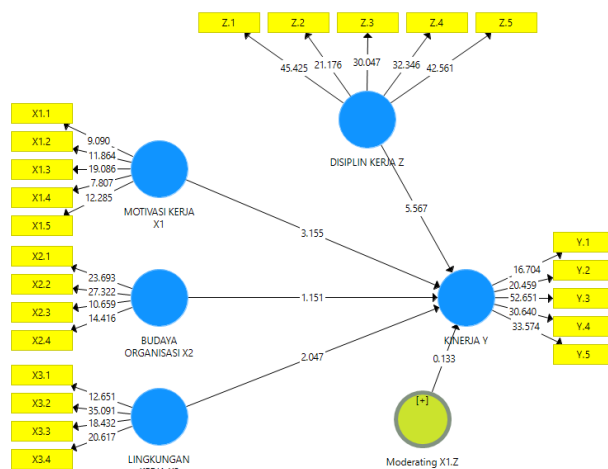 Z.1 Z.2 Z.3 Z.4 Z.5
45.425 21.176 30.047 32.346 42.561
DISIPLIN KERJA Z
5.567
X1.1
X1.2
X1.3
X1.4
X1.5
9.090
11.864
19.086
7.807
12.285
MOTIVASI KERJA
X1
3.155
X2.1
X2.2
X2.3
X2.4
23.693
27.322
10.659
14.416
BUDAYA
ORGANISASI X2
1.151
X3.1
X3.2
X3.3
X3.4
12.651
35.091
18.432
20.617
LINGKUNGAN
2.047
Y.1
Y.2
Y.3
Y.4
Y.5
16.704
20.459
52.651
30.640
33.574
KINERJA Y
0.133
[+]
Moderating X1.Z